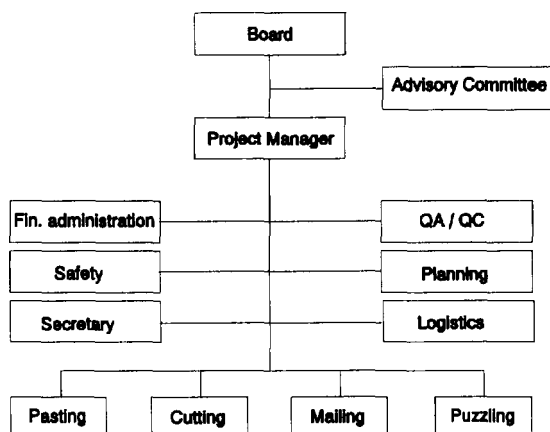 Board
Advisory Committee
Project Manager
Fin. administration
QA / QC
Safety
Planning
Secretary
Logistics
Pasting
Cutting
Mailing
Puzzling